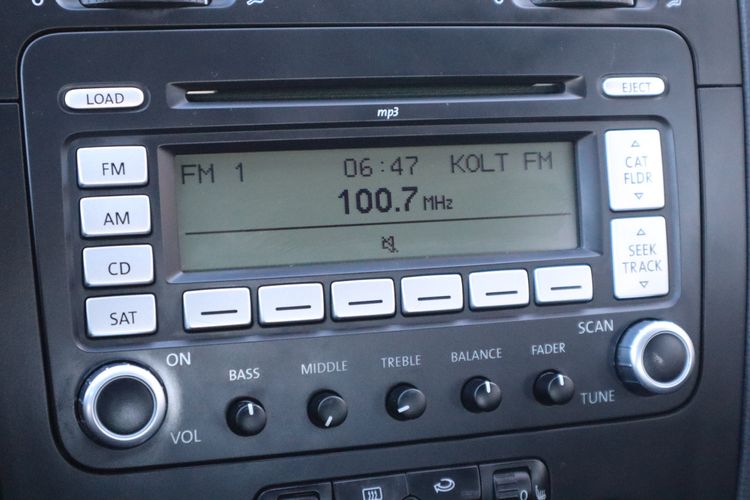 LOAD
EJECT
mp3
FM
AM
CD
SAT
FM 1 06:47 KOLT FM
100.7 MHz
CAT
FLDR
SEEK
TRACK
ON
VOL
BASS
MIDDLE
TREBLE
BALANCE
FADER
SCAN
TUNE
0